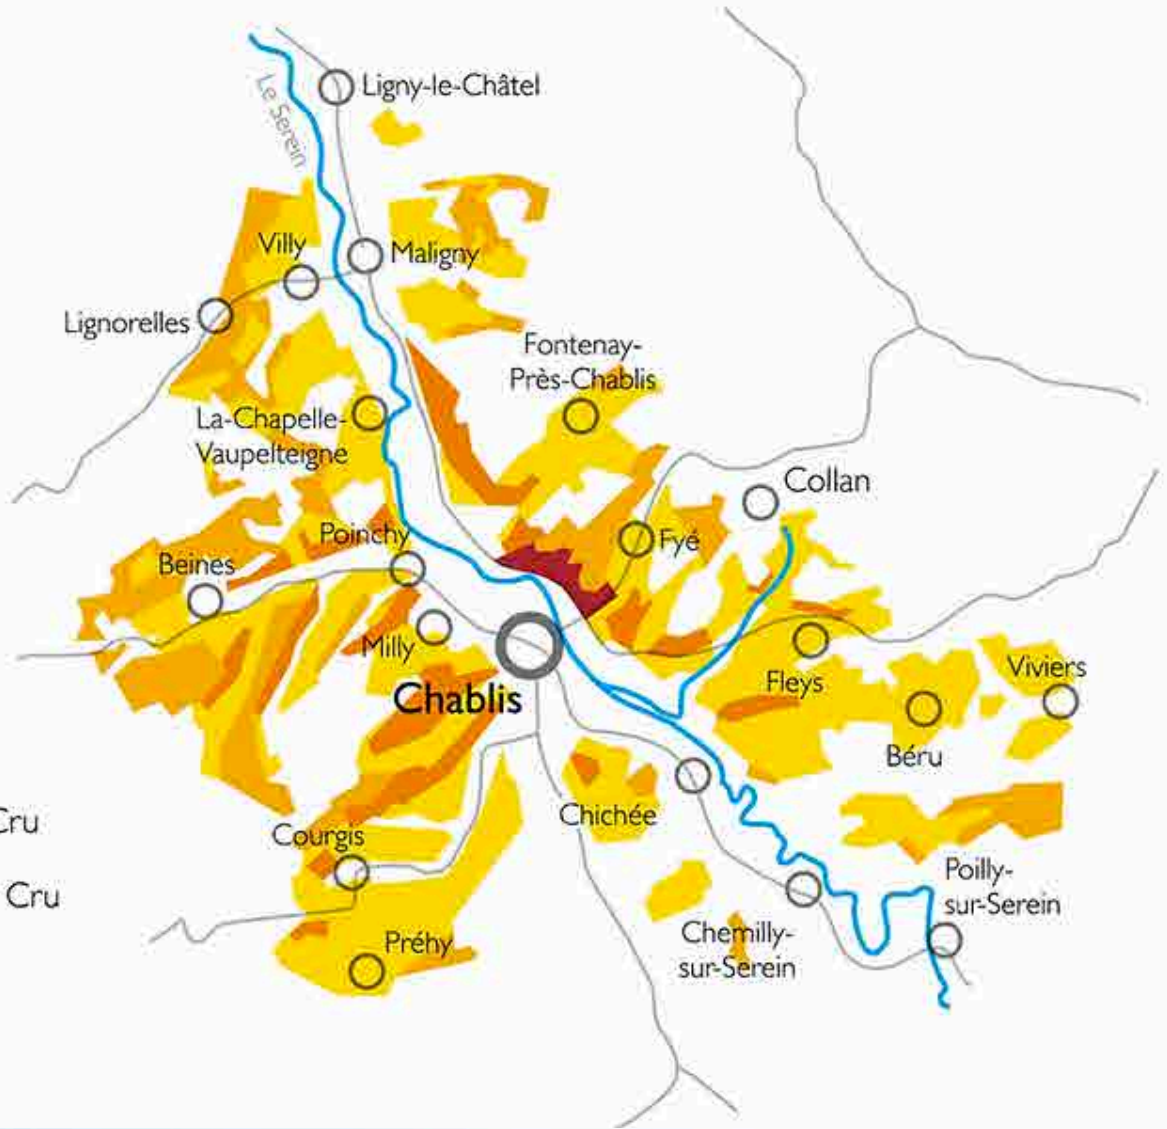 Ligny-le-Châtel
Le Serein
Villy
Maligny
Lignorelles
Fontenay-
Près-Chablis
La-Chapelle-
Vaupelteigne
Collan
Poinchy
Fyé
Beines
Milly
Fleys
Viviers
Chablis
Béru
Chichée
Cru
Courgis
Cru
Poilly-
sur-Serein
Préhy
Chemilly-
sur-Serein